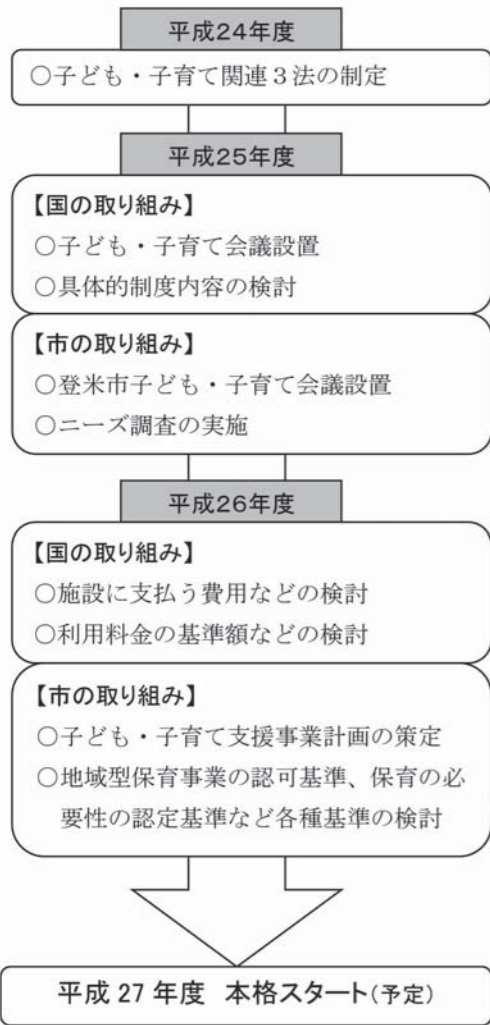 平成24年度
○子ども・子育て関連３法の制定
平成25年度
【国の取り組み】
○子ども・子育て会議設置
○具体的制度内容の検討
【市の取り組み】
○登米市子ども・子育て会議設置
○ニーズ調査の実施
平成26年度
【国の取り組み】
○施設に支払う費用などの検討
○利用料金の基準額などの検討
【市の取り組み】
○子ども・子育て支援事業計画の策定
○地域型保育事業の認可基準、保育の必
要性の認定基準など各種基準の検討
平成 27 年度 本格スタート(予定)